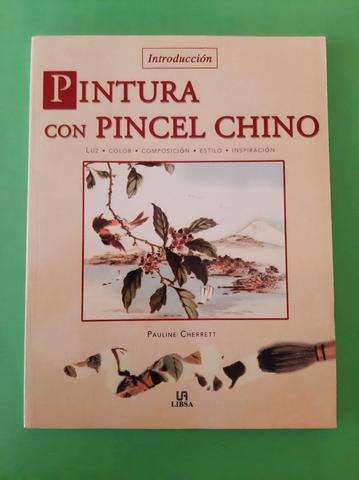 Introducción
PINTURA
CON PINCEL CHINO
LUZ • COLOR • COMPOSICIÓN • ESTILO • INSPIRACIÓN
PAULINE CHERRETT
LIBSA